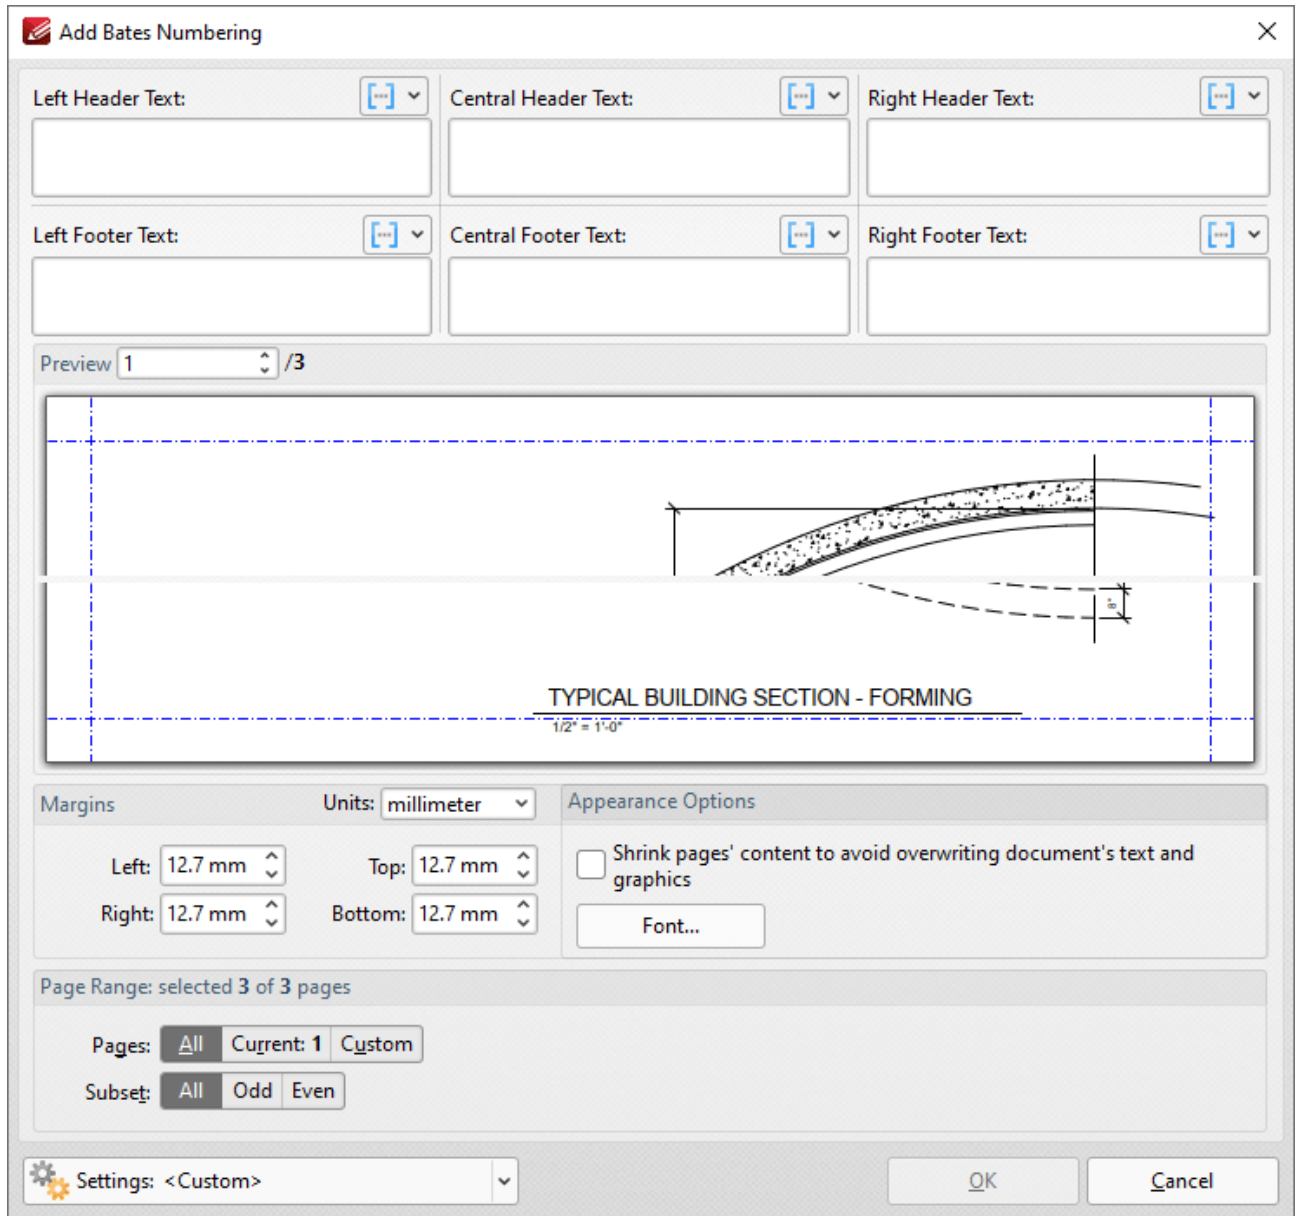 Add Bates Numbering
Left Header Text:
Central Header Text:
Right Header Text:
Left Footer Text:
Central Footer Text:
Right Footer Text:
Preview 1 /3
8"
TYPICAL BUILDING SECTION - FORMING
1/2" = 1'-0"
Margins Units: millimeter
Left: 12.7 mm Top: 12.7 mm
Right: 12.7 mm Bottom: 12.7 mm
Appearance Options
Shrink pages' content to avoid overwriting document's text and
graphics
Font...
Page Range: selected 3 of 3 pages
Pages: All Current: 1 Custom
Subset: All Odd Even
Settings: <Custom>
OK
Cancel